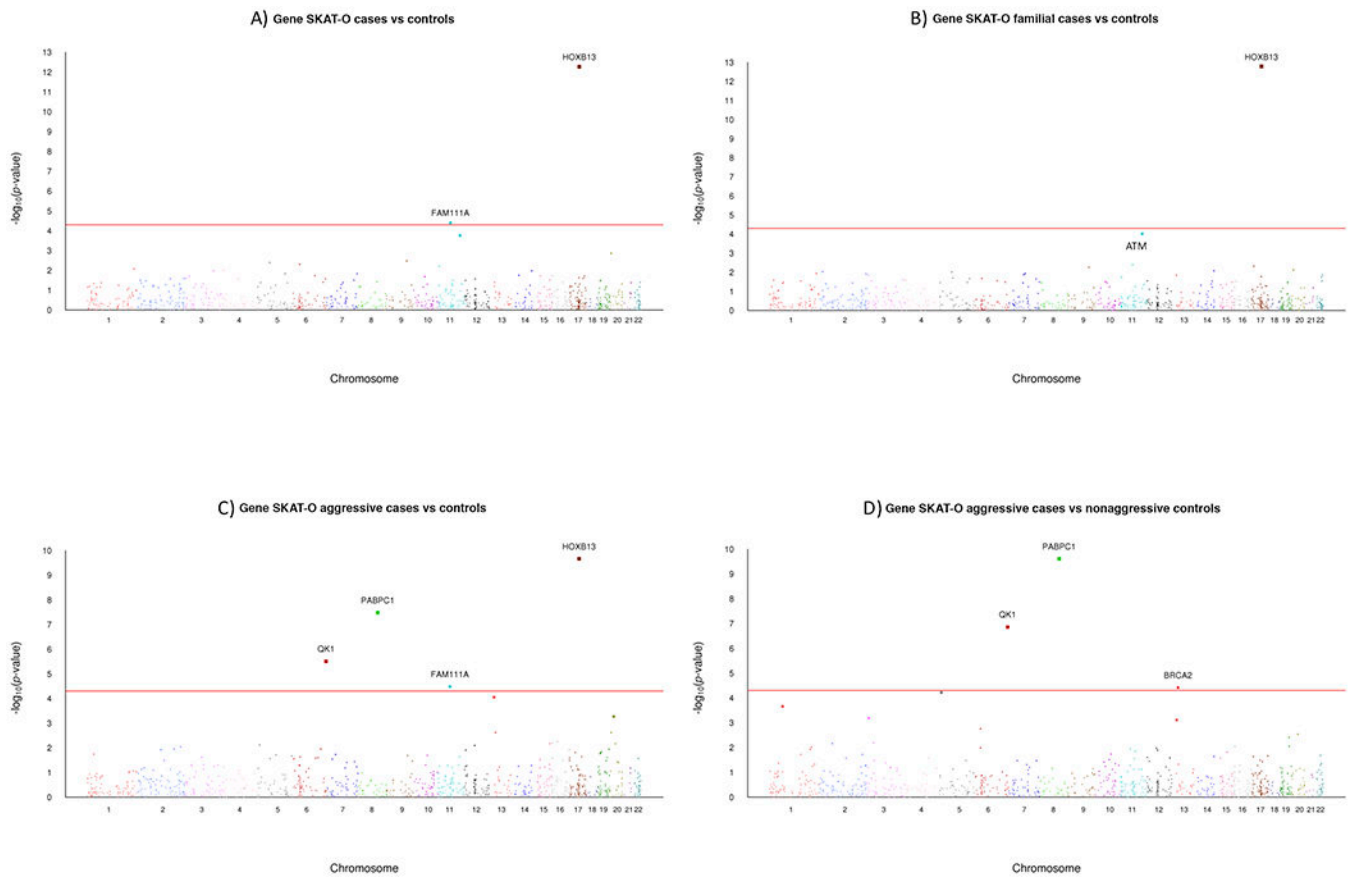 A) Gene SKAT-O cases vs controls
-log10(p-value)
13
12
11
10
9
8
7
6
5
4
3
2
1
0
HOXB13
FAM111A
1 2 3 4 5 6 7 8 9 10 11 12 13 14 15 16 17 18 19 20 21 22
Chromosome
B) Gene SKAT-O familial cases vs controls
-log10(p-value)
13
12
11
10
9
8
7
6
5
4
3
2
1
0
HOXB13
ATM
1 2 3 4 5 6 7 8 9 10 11 12 13 14 15 16 17 18 19 20 21 22
Chromosome
C) Gene SKAT-O aggressive cases vs controls
-log10(p-value)
10
9
8
7
6
5
4
3
2
1
0
HOXB13
PABPC1
QK1
FAM111A
1 2 3 4 5 6 7 8 9 10 11 12 13 14 15 16 17 18 19 20 21 22
Chromosome
D) Gene SKAT-O aggressive cases vs nonaggressive controls
-log10(p-value)
10
9
8
7
6
5
4
3
2
1
0
PABPC1
QK1
BRCA2
1 2 3 4 5 6 7 8 9 10 11 12 13 14 15 16 17 18 19 20 21 22
Chromosome